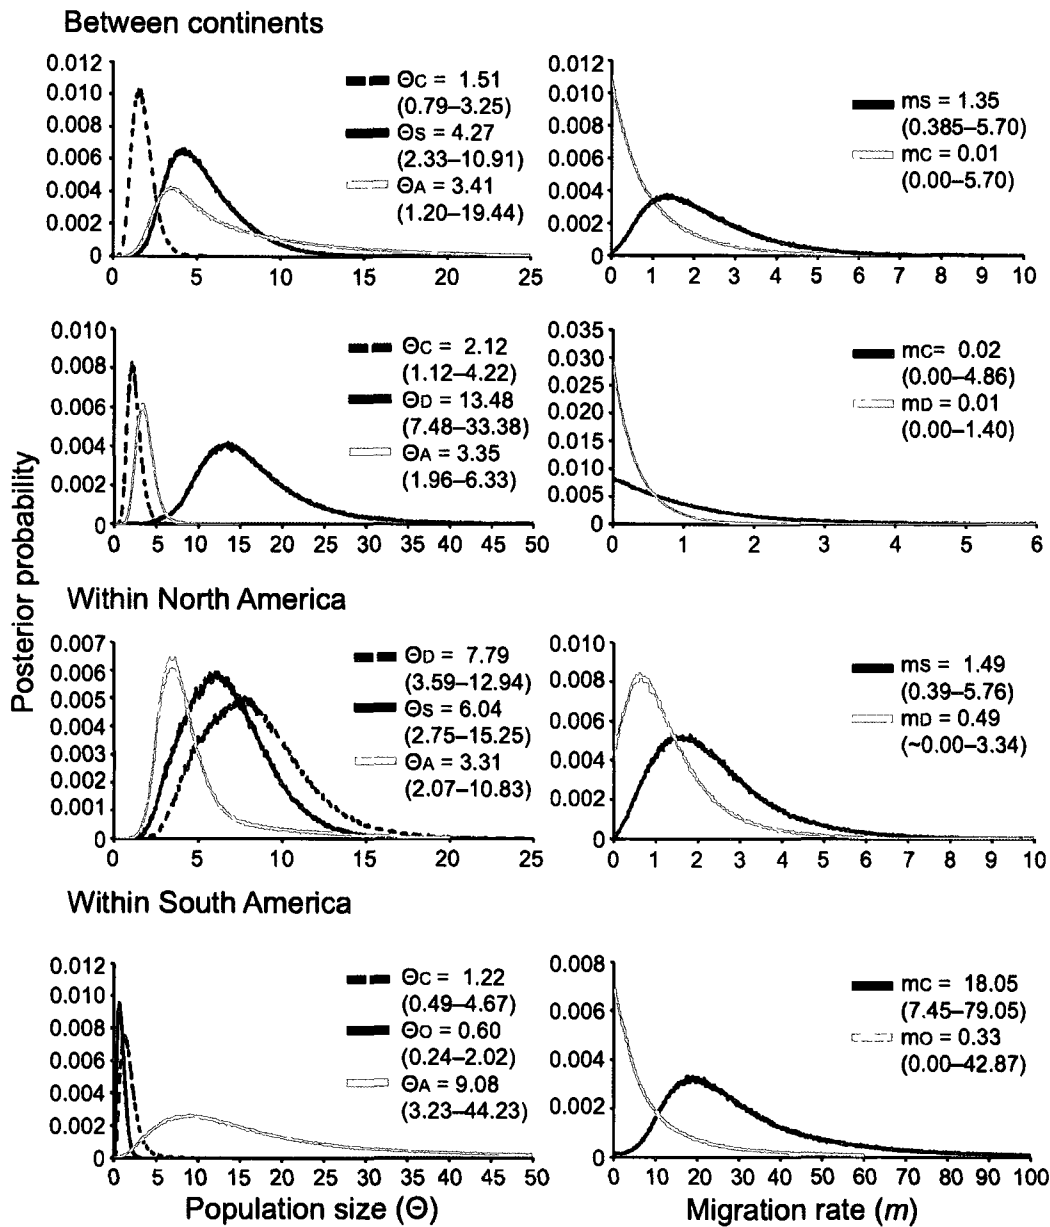 Between continents
0.012
0.010
0.008
0.006
0.004
0.002
0
0 5 10 15 20 25
ΘC = 1.51
(0.79–3.25)
ΘS = 4.27
(2.33–10.91)
ΘA = 3.41
(1.20–19.44)
0.012
0.010
0.008
0.006
0.004
0.002
0
0 1 2 3 4 5 6 7 8 9 10
mS = 1.35
(0.385–5.70)
mC = 0.01
(0.00–5.70)
0.010
0.008
0.006
0.004
0.002
0
0 5 10 15 20 25 30 35 40 45 50
ΘC = 2.12
(1.12–4.22)
ΘD = 13.48
(7.48–33.38)
ΘA = 3.35
(1.96–6.33)
0.035
0.030
0.025
0.020
0.015
0.010
0.005
0
0 1 2 3 4 5 6
mC= 0.02
(0.00–4.86)
mD = 0.01
(0.00–1.40)
Posterior probability
Within North America
0.007
0.006
0.005
0.004
0.003
0.002
0.001
0
0 5 10 15 20 25
ΘD = 7.79
(3.59–12.94)
ΘS = 6.04
(2.75–15.25)
ΘA = 3.31
(2.07–10.83)
0.010
0.008
0.006
0.004
0.002
0
0 1 2 3 4 5 6 7 8 9 10
mS = 1.49
(0.39–5.76)
mD = 0.49
(~0.00–3.34)
Within South America
0.012
0.010
0.008
0.006
0.004
0.002
0
0 5 10 15 20 25 30 35 40 45 50
ΘC = 1.22
(0.49–4.67)
ΘO = 0.60
(0.24–2.02)
ΘA = 9.08
(3.23–44.23)
Population size (Θ)
0.008
0.006
0.004
0.002
0
0 10 20 30 40 50 60 70 80 90 100
mC = 18.05
(7.45–79.05)
mO = 0.33
(0.00–42.87)
Migration rate (m)